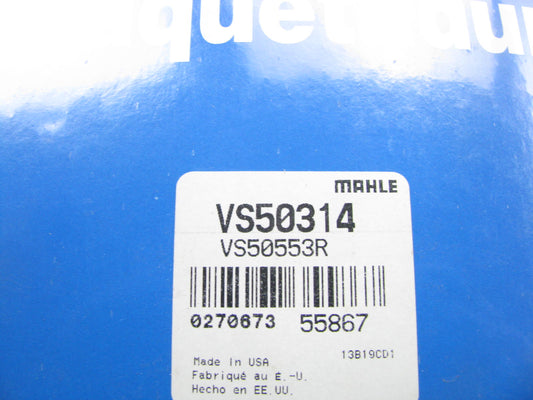 MAHLE
VS50314
VS50553R
0270673 55867
Made In USA 13B19CD1
Fabriqué au É.-U.
Hecho en EE.UU.